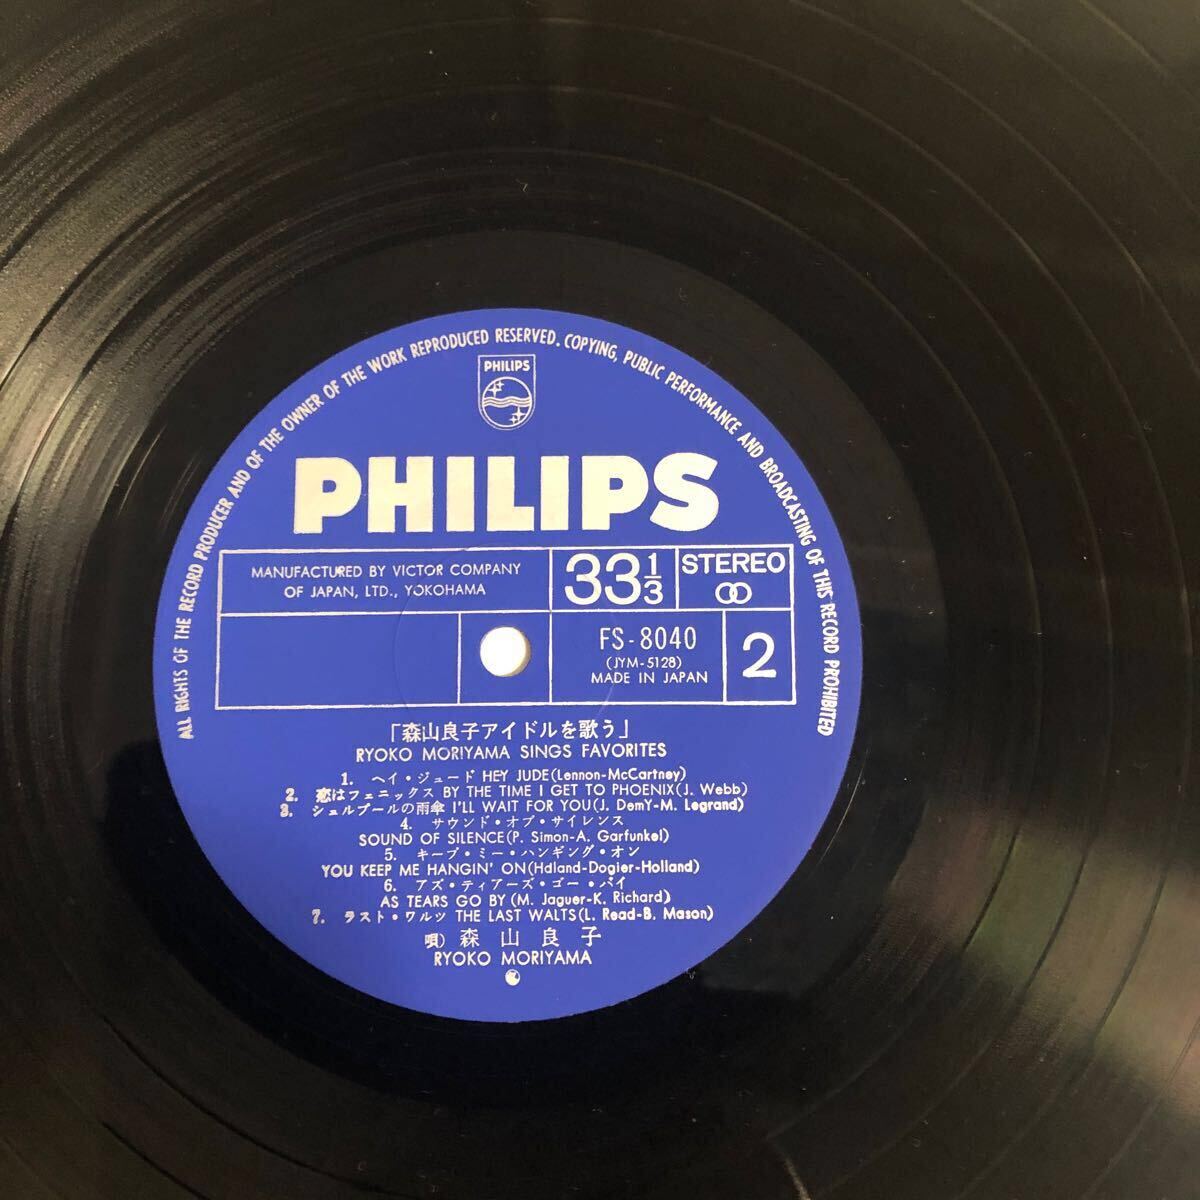 ALL RIGHTS OF THE RECORD PRODUCER AND OF THE OWNER OF THE WORK REPRODUCED RESERVED. COPYING, PUBLIC PERFORMANCE AND BROADCASTING OF THIS RECORD PROHIBITED
PHILIPS
PHILIPS
MANUFACTURED BY VICTOR COMPANY
OF JAPAN, LTD., YOKOHAMA
33 1/3
STEREO
FS-8040
(JYM-5128)
MADE IN JAPAN
2
「森山良子アイドルを歌う」
RYOKO MORIYAMA SINGS FAVORITES
1. ヘイ・ジュード HEY JUDE(Lennon-McCartney)
2. 恋はフェニックス BY THE TIME I GET TO PHOENIX(J. Webb)
3. シェルブールの雨傘 I'LL WAIT FOR YOU(J. DemY-M. Legrand)
4. サウンド・オブ・サイレンス
SOUND OF SILENCE(P. Simon-A. Garfunkel)
5. キープ・ミー・ハンギング・オン
YOU KEEP ME HANGIN' ON(Hdland-Dogier-Holland)
6. アズ・ティアーズ・ゴー・バイ
AS TEARS GO BY(M. Jaguer-K. Richard)
7. ラスト・ワルツ THE LAST WALTS(L. Read-B. Mason)
唄) 森山良子
RYOKO MORIYAMA